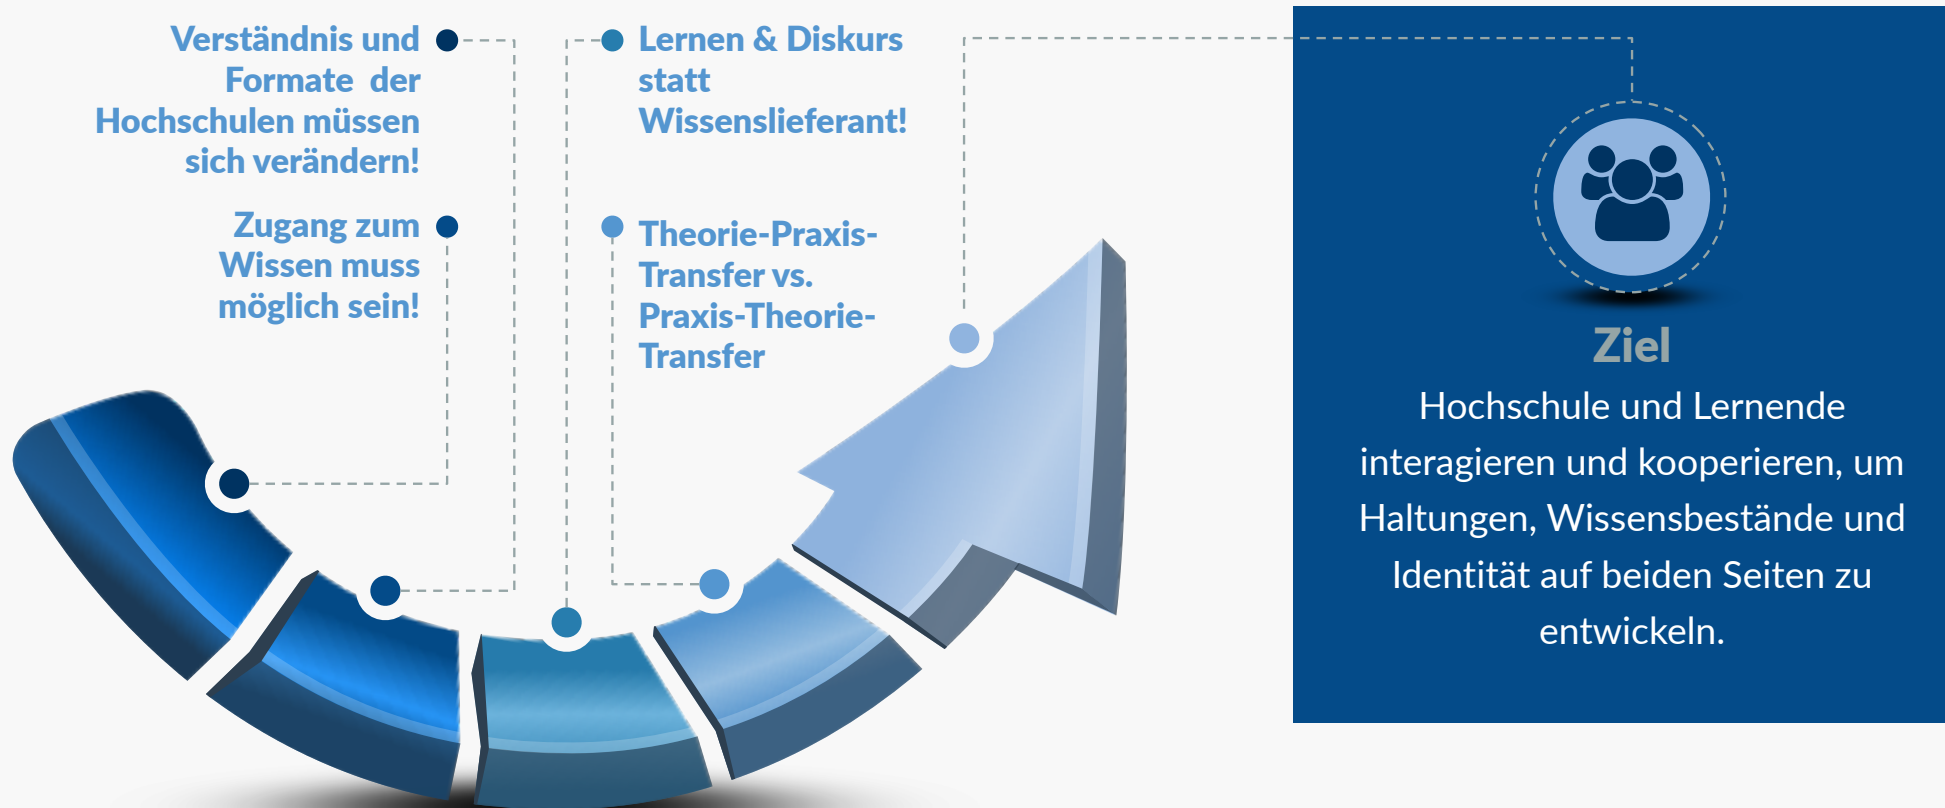 Verständnis und
Formate der
Hochschulen müssen
sich verändern!
Zugang zum
Wissen muss
möglich sein!
Lernen & Diskurs
statt
Wissenslieferant!
Theorie-Praxis-
Transfer vs.
Praxis-Theorie-
Transfer
Ziel
Hochschule und Lernende
interagieren und kooperieren, um
Haltungen, Wissensbestände und
Identität auf beiden Seiten zu
entwickeln.